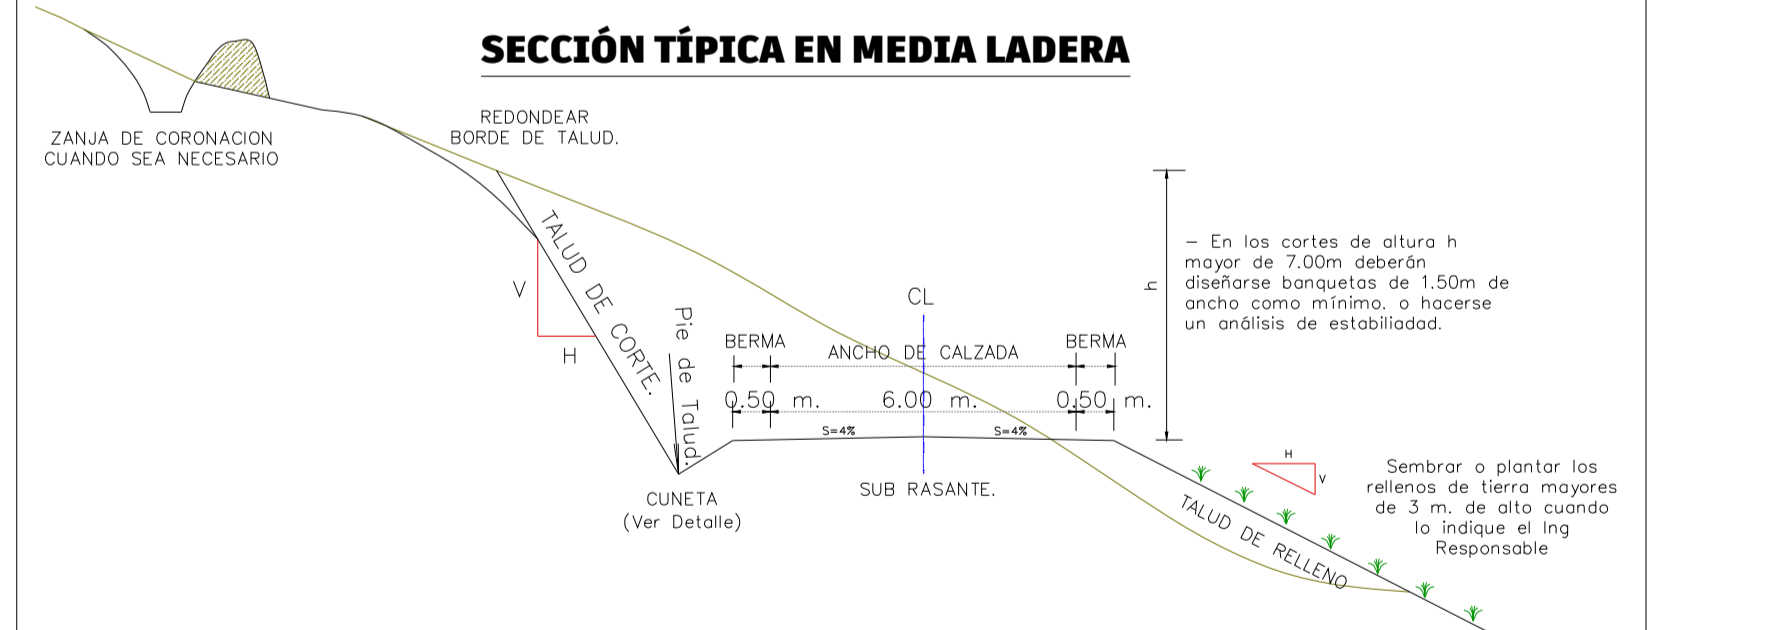 SECCIÓN TÍPICA EN MEDIA LADERA
ZANJA DE CORONACION
CUANDO SEA NECESARIO
REDONDEAR
BORDE DE TALUD.
TALUD DE CORTE.
V
H
Pie de Talud.
CUNETA
(Ver Detalle)
CL
BERMA
ANCHO DE CALZADA
BERMA
0.50 m.
6.00 m.
0.50 m.
S=4%
S=4%
SUB RASANTE.
h
– En los cortes de altura h
mayor de 7.00m deberán
diseñarse banquetas de 1.50m de
ancho como mínimo. o hacerse
un análisis de estabiliadad.
H
V
TALUD DE RELLENO
Sembrar o plantar los
rellenos de tierra mayores
de 3 m. de alto cuando
lo indique el Ing
Responsable